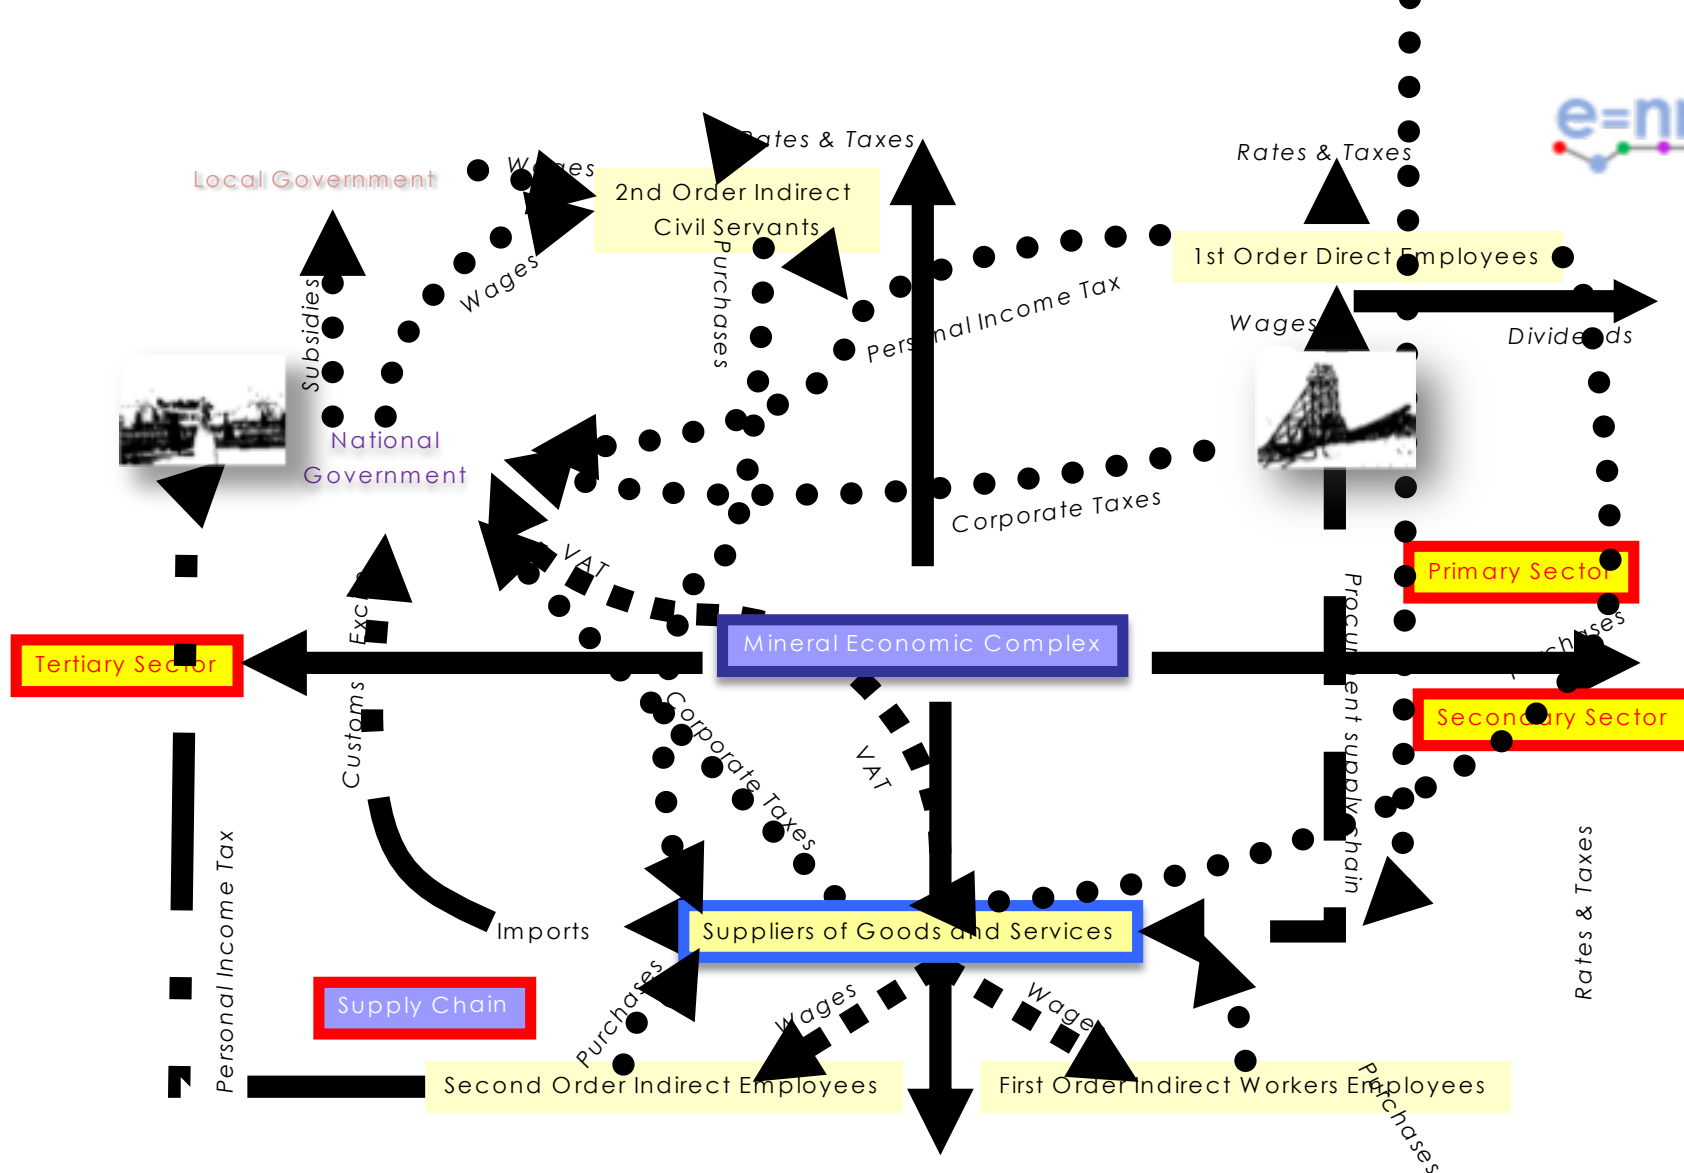 e=n
Rates & Taxes
Rates & Taxes
Wages
Local Government
2nd Order Indirect
Civil Servants
1st Order Direct Employees
Wages
Purchases
Subsidies
Personal Income Tax
Wages
Dividends
National
Government
Corporate Taxes
VAT
Primary Sector
Mineral Economic Complex
Tertiary Sector
Purchases
Customs
Procurement supply chain
Secondary Sector
Corporate Taxes
VAT
Personal Income Tax
Rates & Taxes
Imports
Suppliers of Goods and Services
Supply Chain
Purchases
Wages
Wages
Second Order Indirect Employees
First Order Indirect Workers Employees
Purchases